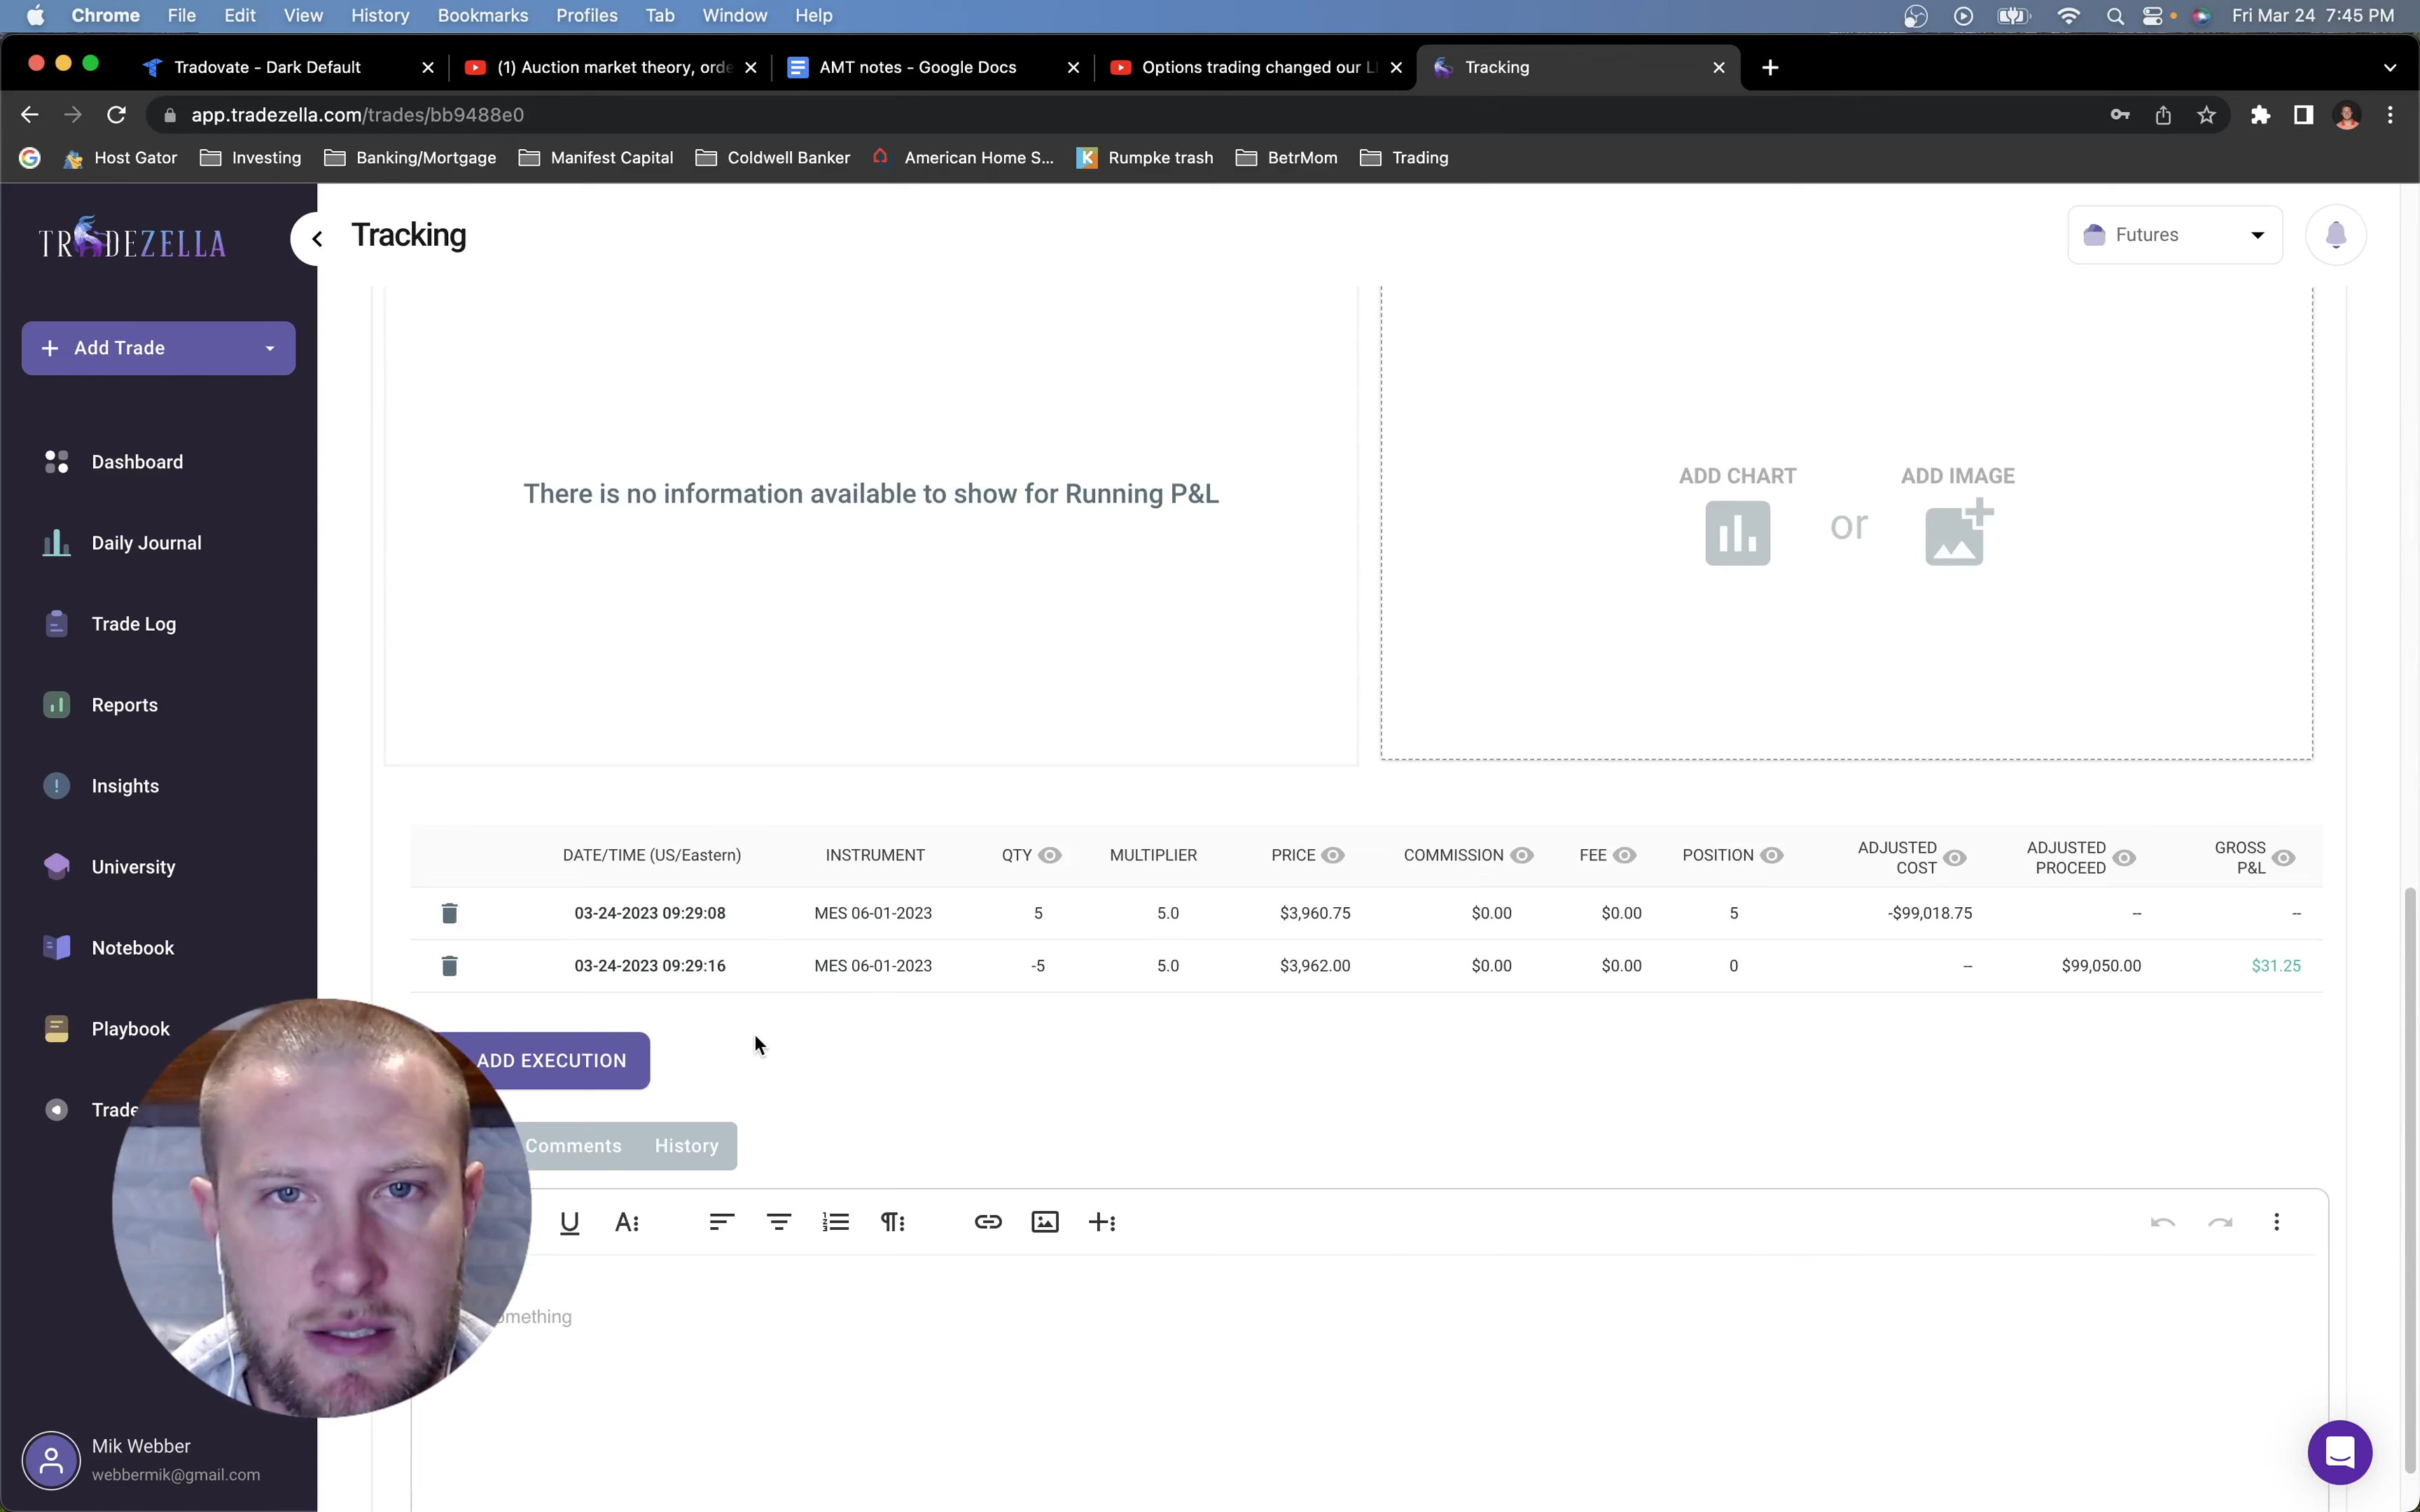 Chrome File Edit View History Bookmarks Profiles Tab Window Help Fri Mar 24 7:45 PM
Tradovate - Dark Default (1) Auction market theory, orde AMT notes - Google Docs Options trading changed our LI Tracking
app.tradezella.com/trades/bb9488e0
Host Gator Investing Banking/Mortgage Manifest Capital Coldwell Banker American Home S... Rumpke trash BetrMom Trading
TRADEZELLA
Tracking
Futures
Add Trade
Dashboard
Daily Journal
Trade Log
Reports
Insights
University
Notebook
Playbook
Trade
Mik Webber
webbermik@gmail.com
There is no information available to show for Running P&L
ADD CHART or ADD IMAGE
DATE/TIME (US/Eastern) INSTRUMENT QTY MULTIPLIER PRICE COMMISSION FEE POSITION ADJUSTED COST ADJUSTED PROCEED GROSS P&L
03-24-2023 09:29:08 MES 06-01-2023 5 5.0 $3,960.75 $0.00 $0.00 5 -$99,018.75 -- --
03-24-2023 09:29:16 MES 06-01-2023 -5 5.0 $3,962.00 $0.00 $0.00 0 -- $99,050.00 $31.25
ADD EXECUTION
Comments History
omething